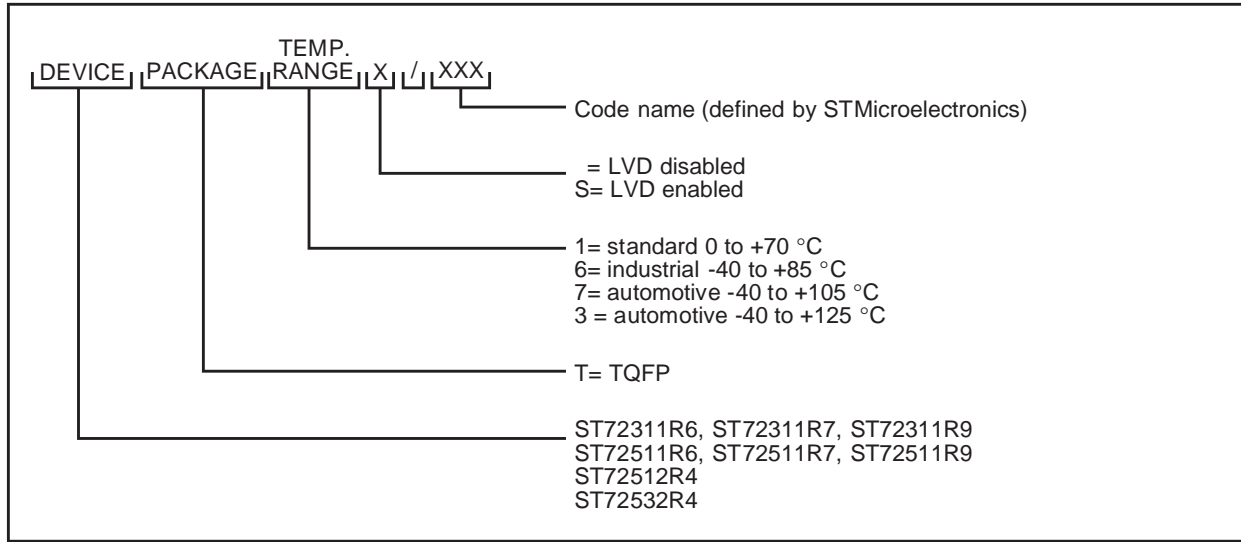 TEMP.
DEVICE PACKAGE RANGE X / XXX
Code name (defined by STMicroelectronics)
= LVD disabled
S= LVD enabled
1= standard 0 to +70 °C
6= industrial -40 to +85 °C
7= automotive -40 to +105 °C
3 = automotive -40 to +125 °C
T= TQFP
ST72311R6, ST72311R7, ST72311R9
ST72511R6, ST72511R7, ST72511R9
ST72512R4
ST72532R4